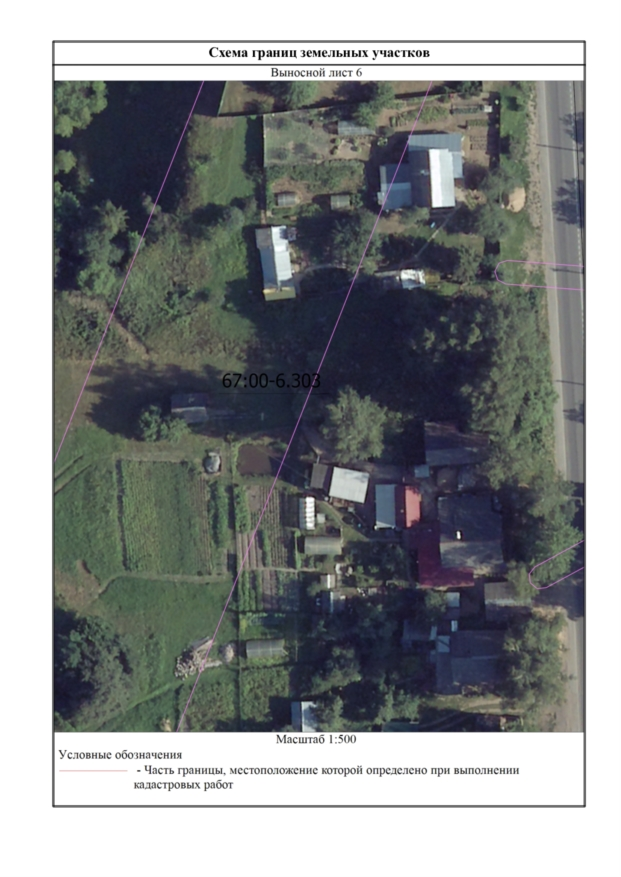 Схема границ земельных участков
Выносной лист 6
67:00-6.303
Масштаб 1:500
Условные обозначения
- Часть границы, местоположение которой определено при выполнении
кадастровых работ